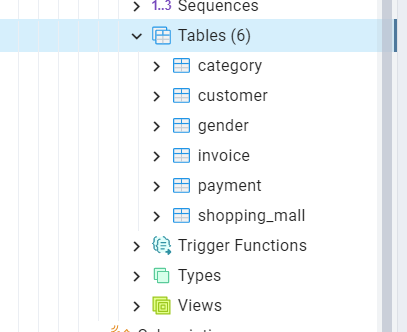 1..3 Sequences
Tables (6)
category
customer
gender
invoice
payment
shopping_mall
Trigger Functions
Types
Views